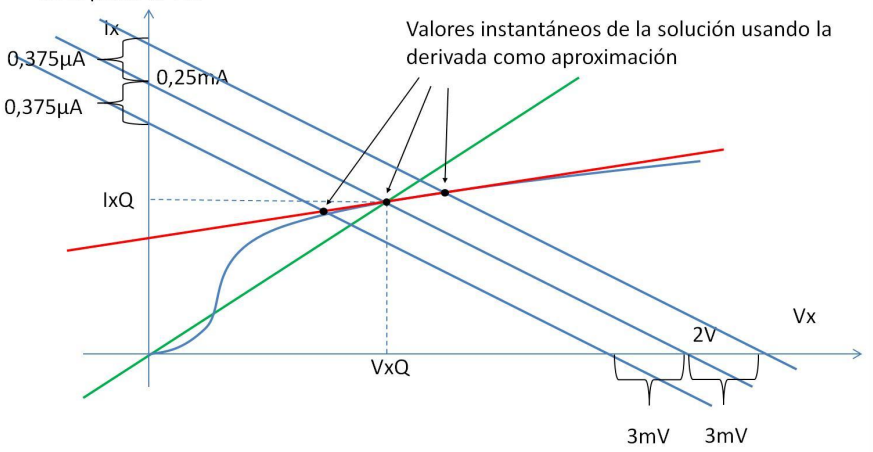 Ix
Valores instantáneos de la solución usando la
derivada como aproximación
0,375µA
0,25mA
0,375µA
IxQ
Vx
2V
VxQ
3mV
3mV